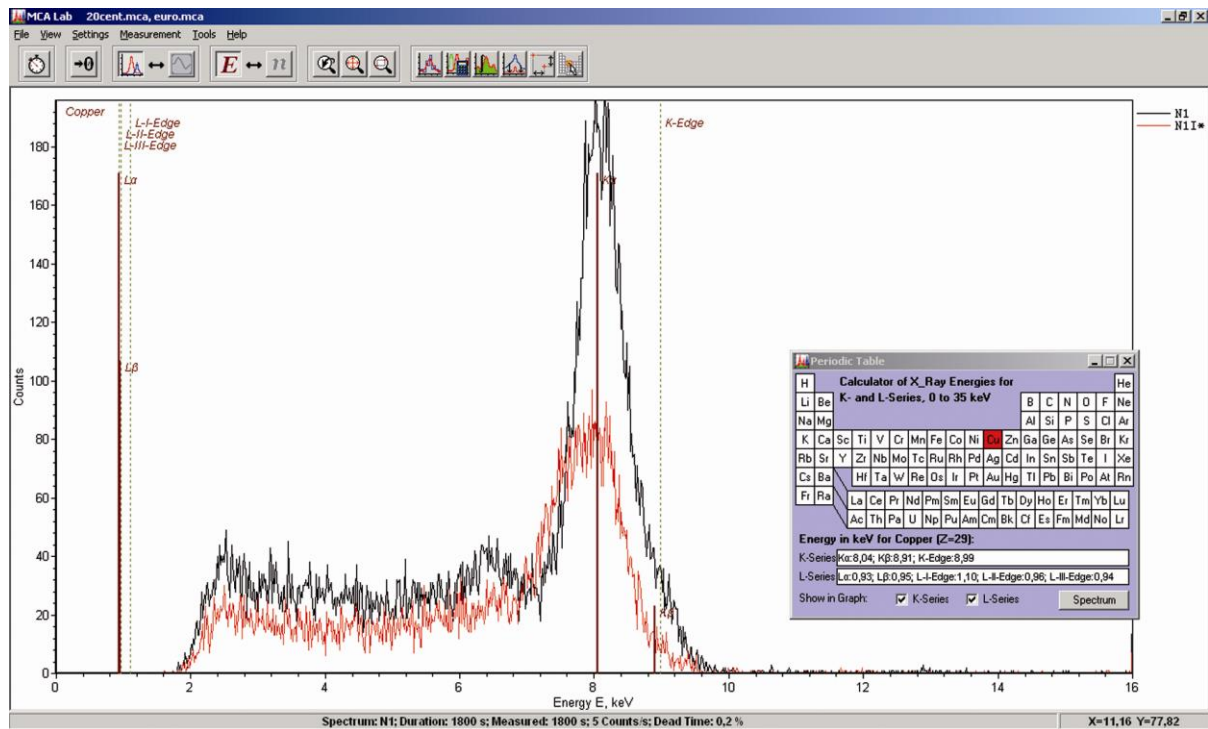 MCA Lab 20cent.mca, euro.mca
File View Settings Measurement Tools Help
→0 E ↔ n
Copper
L-I-Edge
L-II-Edge
L-III-Edge
K-Edge
N1
N1I*
Lα
Kα
Lβ
Counts
180
160
140
120
100
80
60
40
20
0
0 2 4 6 8 10 12 14 16
Energy E, keV
Periodic Table
Calculator of X_Ray Energies for
K- and L-Series, 0 to 35 keV
H He
Li Be B C N O F Ne
Na Mg Al Si P S Cl Ar
K Ca Sc Ti V Cr Mn Fe Co Ni Cu Zn Ga Ge As Se Br Kr
Rb Sr Y Zr Nb Mo Tc Ru Rh Pd Ag Cd In Sn Sb Te I Xe
Cs Ba Hf Ta W Re Os Ir Pt Au Hg Tl Pb Bi Po At Rn
Fr Ra La Ce Pr Nd Pm Sm Eu Gd Tb Dy Ho Er Tm Yb Lu
Ac Th Pa U Np Pu Am Cm Bk Cf Es Fm Md No Lr
Energy in keV for Copper (Z=29):
K-Series Kα:8,04; Kβ:8,91; K-Edge:8,99
L-Series Lα:0,93; Lβ:0,95; L-I-Edge:1,10; L-II-Edge:0,96; L-III-Edge:0,94
Show in Graph: K-Series L-Series Spectrum
Spectrum: N1; Duration: 1800 s; Measured: 1800 s; 5 Counts/s; Dead Time: 0,2 %
X=11,16 Y=77,82